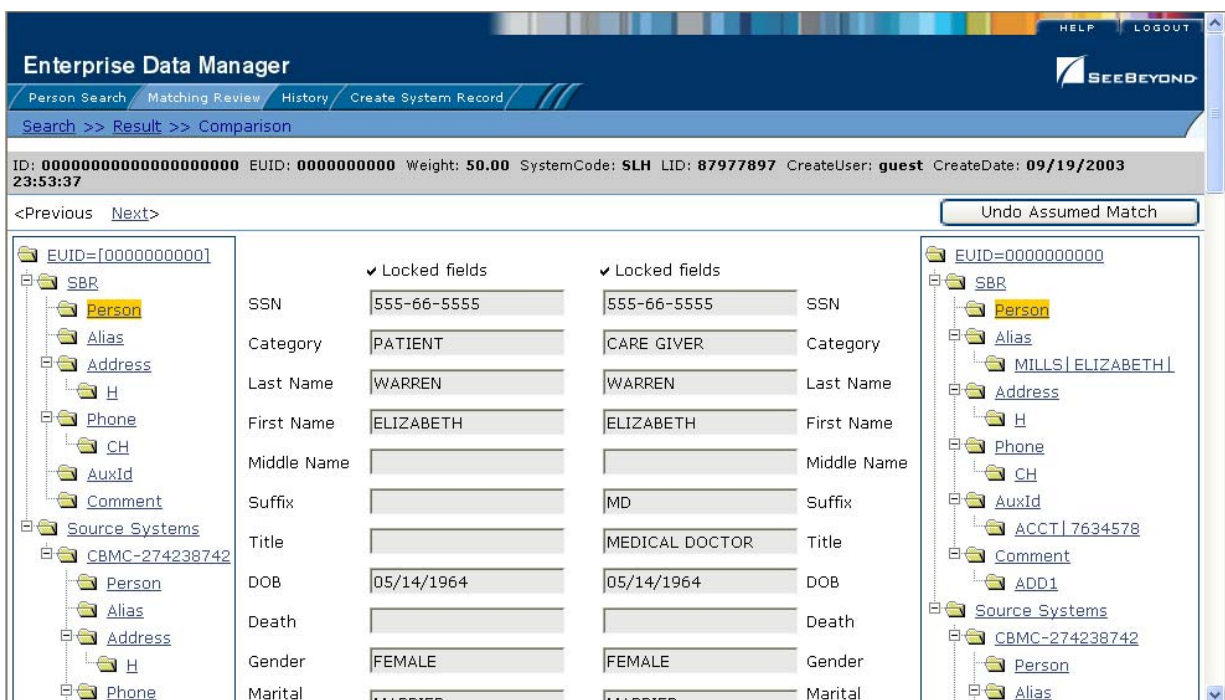 HELP LOGOUT
Enterprise Data Manager
SEEBEYOND
Person Search Matching Review History Create System Record
Search >> Result >> Comparison
ID: 00000000000000000000 EUID: 0000000000 Weight: 50.00 SystemCode: SLH LID: 87977897 CreateUser: guest CreateDate: 09/19/2003
23:53:37
<Previous Next> Undo Assumed Match
EUID=[0000000000]
SBR
Person
Alias
Address
H
Phone
CH
AuxId
Comment
Source Systems
CBMC-274238742
Person
Alias
Address
H
Phone
✔ Locked fields ✔ Locked fields
SSN 555-66-5555 555-66-5555 SSN
Category PATIENT CARE GIVER Category
Last Name WARREN WARREN Last Name
First Name ELIZABETH ELIZABETH First Name
Middle Name Middle Name
Suffix MD Suffix
Title MEDICAL DOCTOR Title
DOB 05/14/1964 05/14/1964 DOB
Death Death
Gender FEMALE FEMALE Gender
Marital MARRIED MARRIED Marital
EUID=0000000000
SBR
Person
Alias
MILLS|ELIZABETH|
Address
H
Phone
CH
AuxId
ACCT|7634578
Comment
ADD1
Source Systems
CBMC-274238742
Person
Alias